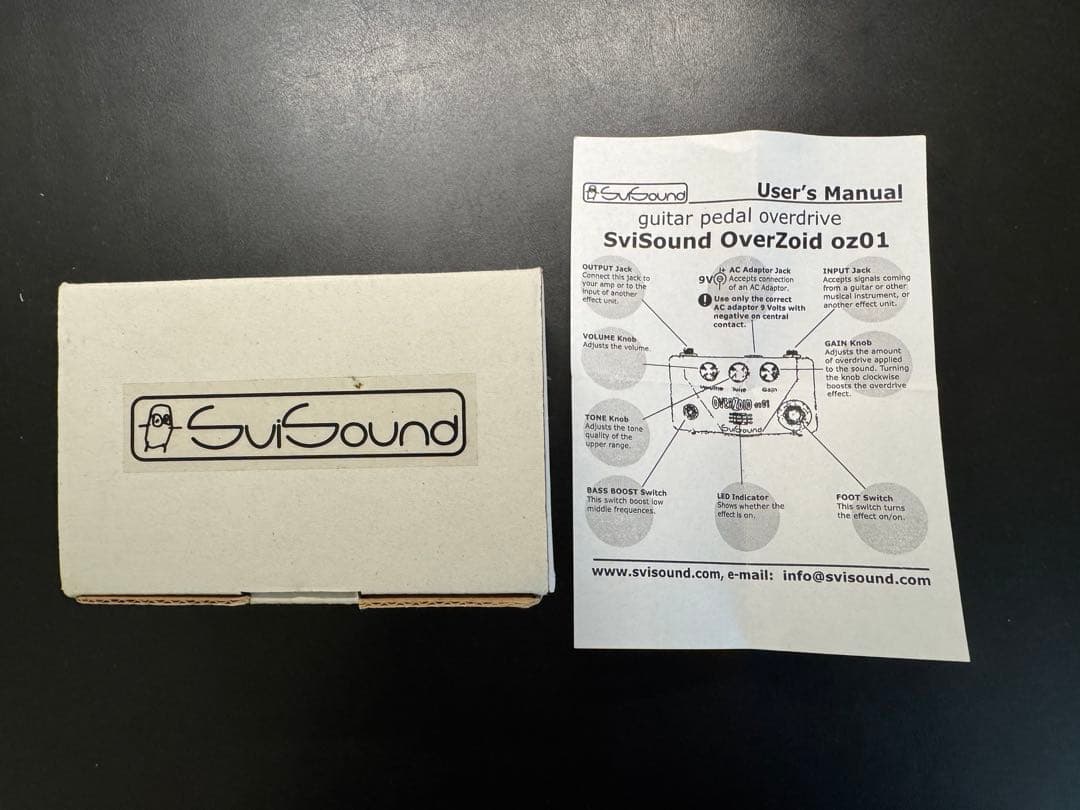 SviSound
SviSound
User's Manual
guitar pedal overdrive
SviSound OverZoid oz01
OUTPUT Jack
Connect this jack to
your amp or to the
input of another
effect unit.
9V
AC Adaptor Jack
Accepts connection
of an AC Adaptor.
! Use only the correct
AC adaptor 9 Volts with
negative on central
contact.
INPUT Jack
Accepts signals coming
from a guitar or other
musical instrument, or
another effect unit.
VOLUME Knob
Adjusts the volume.
GAIN Knob
Adjusts the amount
of overdrive applied
to the sound. Turning
the knob clockwise
boosts the overdrive
effect.
Volume Tone Gain
OVERZOID oz01
SviSound
TONE Knob
Adjusts the tone
quality of the
upper range.
BASS BOOST Switch
This switch boost low
middle frequences.
LED Indicator
Shows whether the
effect is on.
FOOT Switch
This switch turns
the effect on/on.
www.svisound.com, e-mail: info@svisound.com